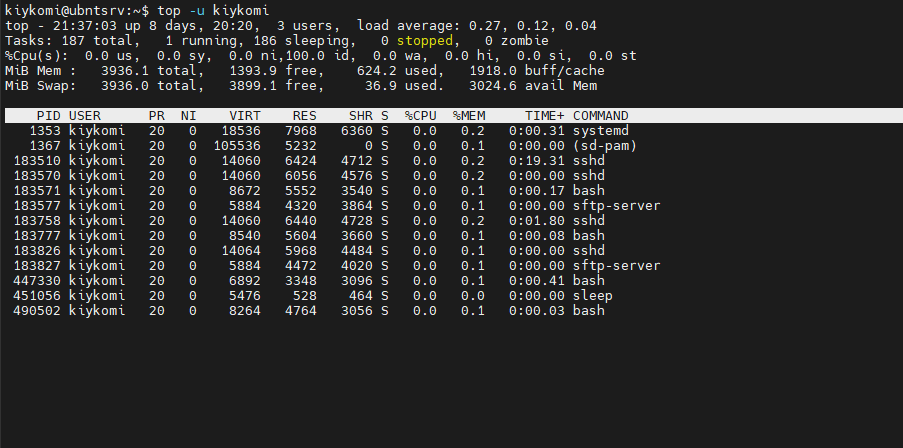 kiykomi@ubntsrv:~$ top -u kiykomi
top - 21:37:03 up 8 days, 20:20,  3 users,  load average: 0.27, 0.12, 0.04
Tasks: 187 total,   1 running, 186 sleeping,   0 stopped,   0 zombie
%Cpu(s):  0.0 us,  0.0 sy,  0.0 ni,100.0 id,  0.0 wa,  0.0 hi,  0.0 si,  0.0 st
MiB Mem :   3936.1 total,   1393.9 free,    624.2 used,   1918.0 buff/cache
MiB Swap:   3936.0 total,   3899.1 free,     36.9 used.   3024.6 avail Mem
    PID USER      PR  NI    VIRT    RES    SHR S  %CPU  %MEM     TIME+ COMMAND
   1353 kiykomi   20   0   18536   7968   6360 S   0.0   0.2   0:00.31 systemd
   1367 kiykomi   20   0  105536   5232      0 S   0.0   0.1   0:00.00 (sd-pam)
 183510 kiykomi   20   0   14060   6424   4712 S   0.0   0.2   0:19.31 sshd
 183570 kiykomi   20   0   14060   6056   4576 S   0.0   0.2   0:00.00 sshd
 183571 kiykomi   20   0    8672   5552   3540 S   0.0   0.1   0:00.17 bash
 183577 kiykomi   20   0    5884   4320   3864 S   0.0   0.1   0:00.00 sftp-server
 183758 kiykomi   20   0   14060   6440   4728 S   0.0   0.2   0:01.80 sshd
 183777 kiykomi   20   0    8540   5604   3660 S   0.0   0.1   0:00.08 bash
 183826 kiykomi   20   0   14064   5968   4484 S   0.0   0.1   0:00.00 sshd
 183827 kiykomi   20   0    5884   4472   4020 S   0.0   0.1   0:00.00 sftp-server
 447330 kiykomi   20   0    6892   3348   3096 S   0.0   0.1   0:00.41 bash
 451056 kiykomi   20   0    5476    528    464 S   0.0   0.0   0:00.00 sleep
 490502 kiykomi   20   0    8264   4764   3056 S   0.0   0.1   0:00.03 bash